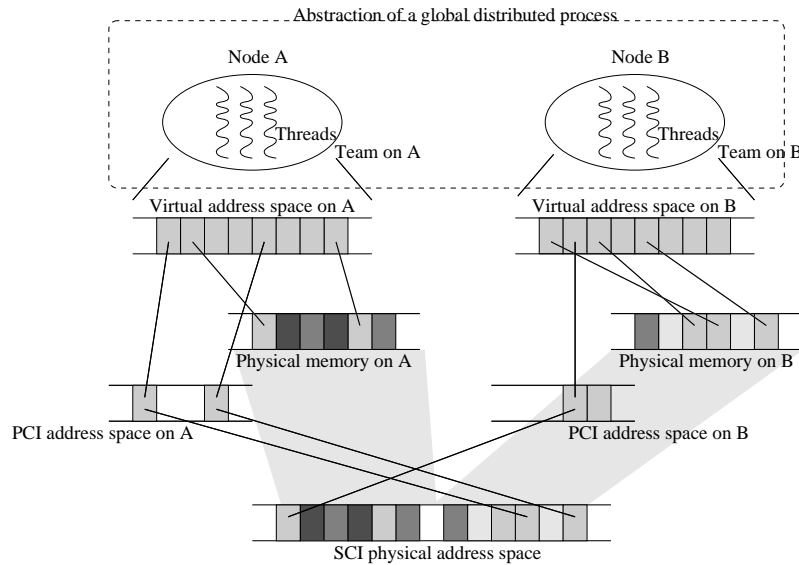 Abstraction of a global distributed process
Node A
Node B
Threads
Threads
Team on A
Team on B
Virtual address space on A
Virtual address space on B
Physical memory on A
Physical memory on B
PCI address space on A
PCI address space on B
SCI physical address space